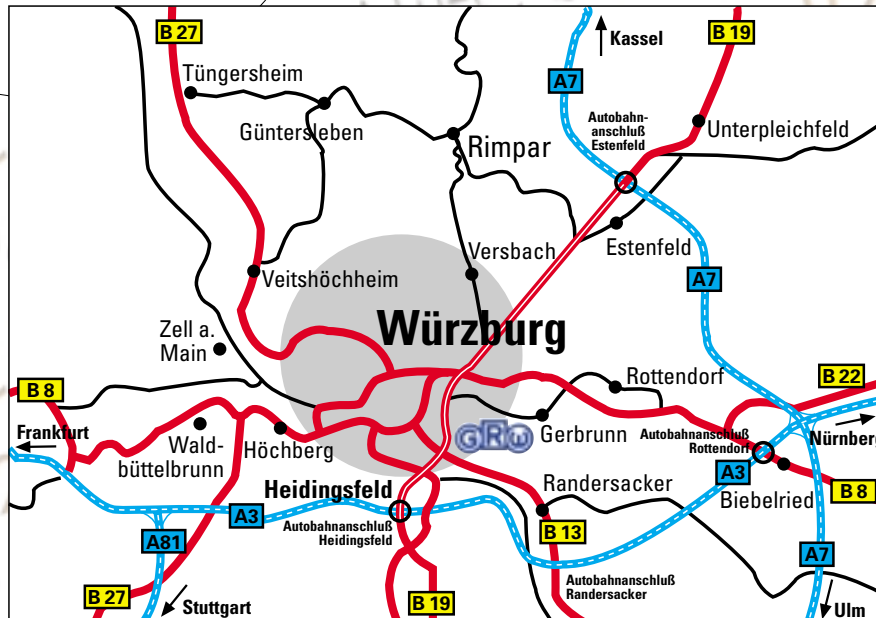 B 27
Kassel
B 19
Tüngersheim
A7
Güntersleben
Autobahn-
anschluß
Estenfeld
Unterpleichfeld
Rimpar
Versbach
Estenfeld
Veitshöchheim
A7
Würzburg
Zell a.
Main
Rottendorf
B 22
B 8
Frankfurt
Wald-
büttelbrunn
Höchberg
GRW
Gerbrunn
Autobahnanschluß
Rottendorf
Nürnberg
A3
Biebelried
B 8
Heidingsfeld
Autobahnanschluß
Heidingsfeld
Randersacker
A3
A81
B 13
A7
Autobahnanschluß
Randersacker
B 27
Stuttgart
B 19
Ulm